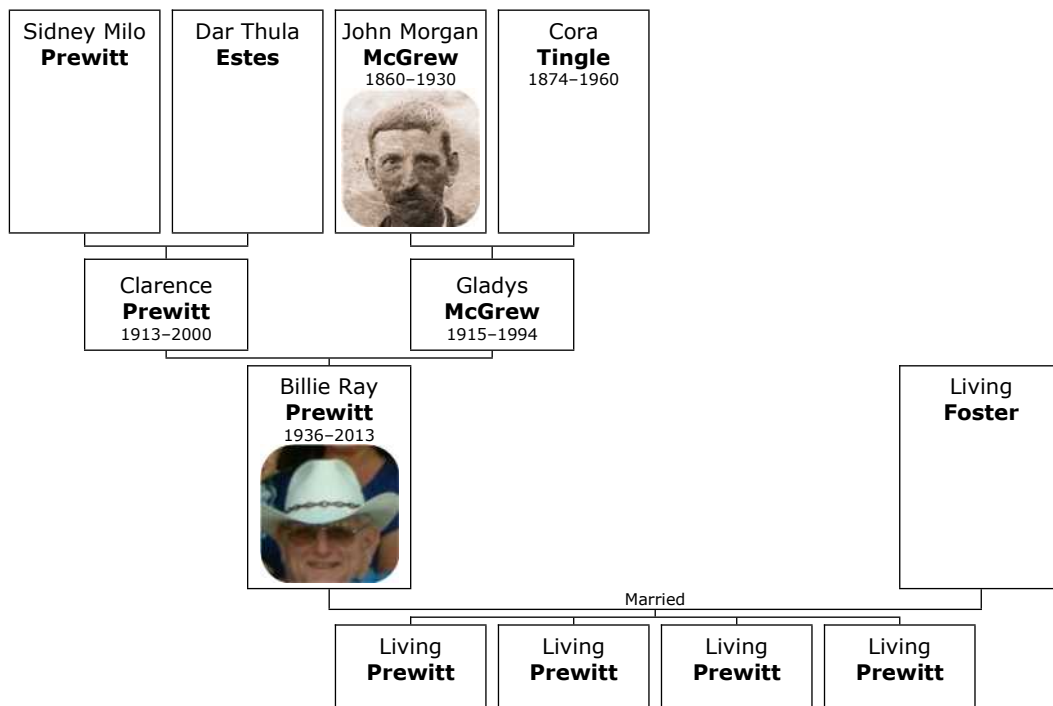 Sidney Milo
Prewitt
Dar Thula
Estes
John Morgan
McGrew
1860–1930
Cora
Tingle
1874–1960
Clarence
Prewitt
1913–2000
Gladys
McGrew
1915–1994
Billie Ray
Prewitt
1936–2013
Living
Foster
Married
Living
Prewitt
Living
Prewitt
Living
Prewitt
Living
Prewitt